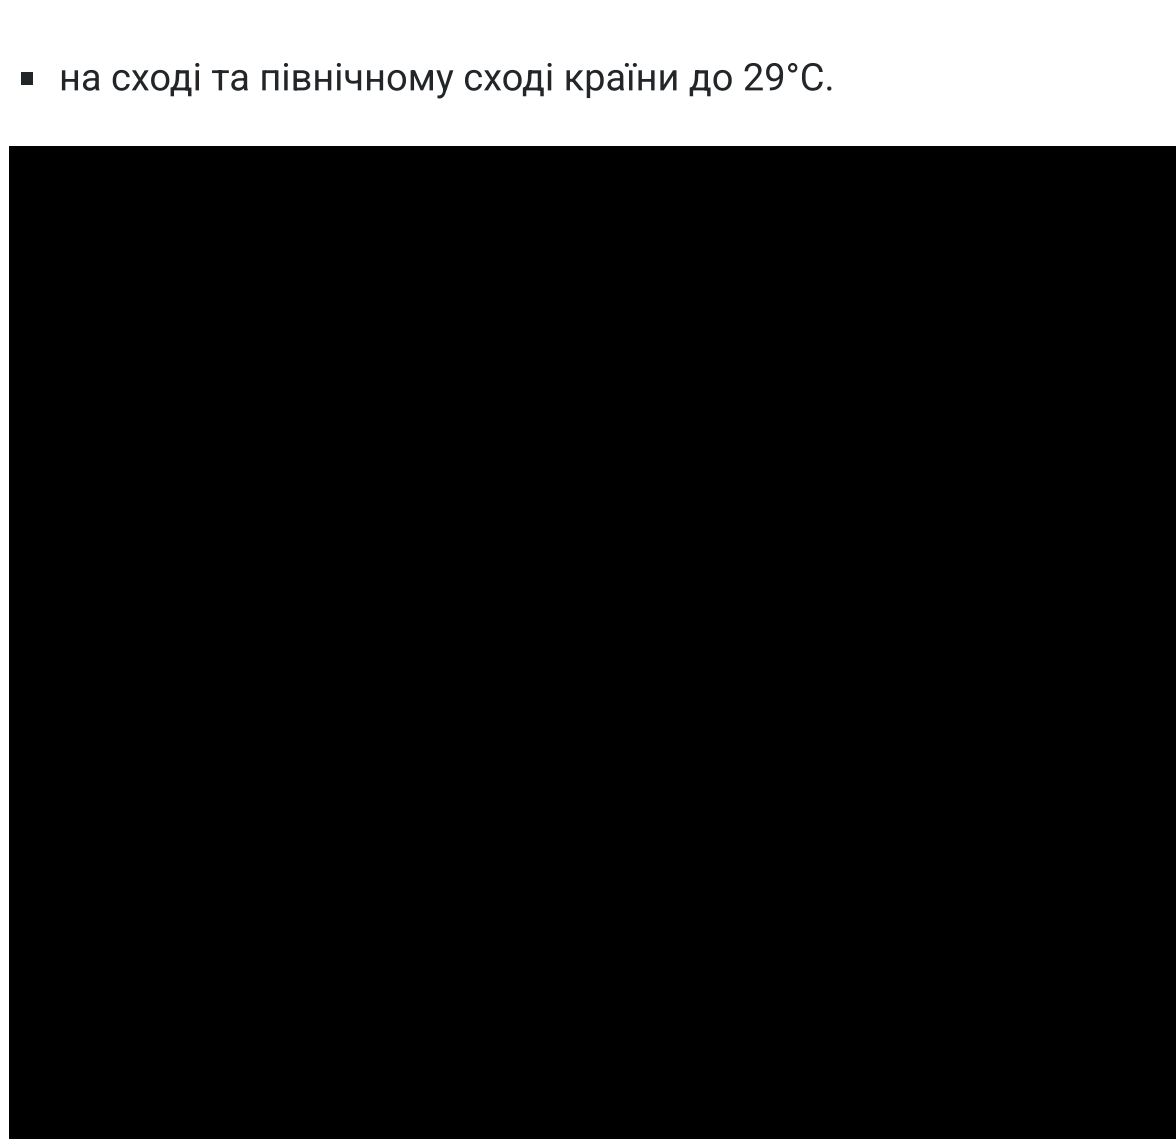 ▪ на сході та північному сході країни до 29°C.